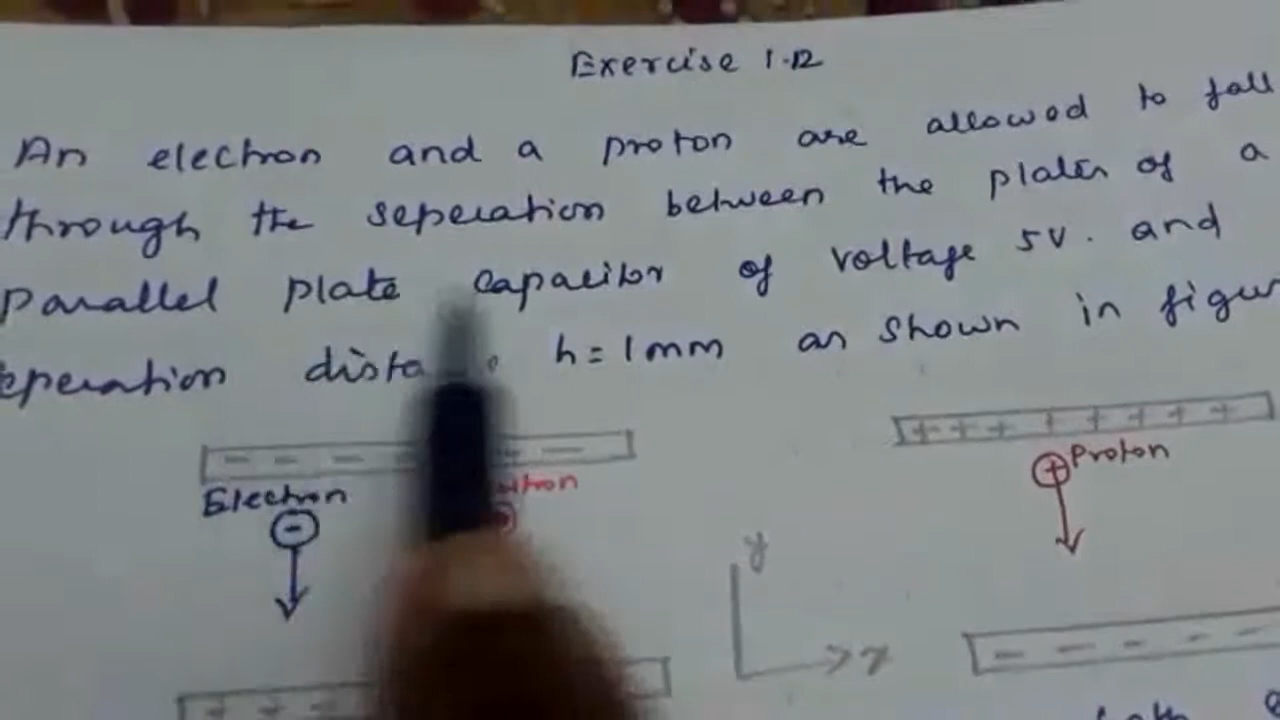 Exercise 1.12
An electron and a proton are allowed to fall
through the seperation between the plates of a
parallel plate capacitor of voltage 5V. and
eperation dista h = 1mm as shown in figur
+ + + + + + +
Proton
Electron
y
x